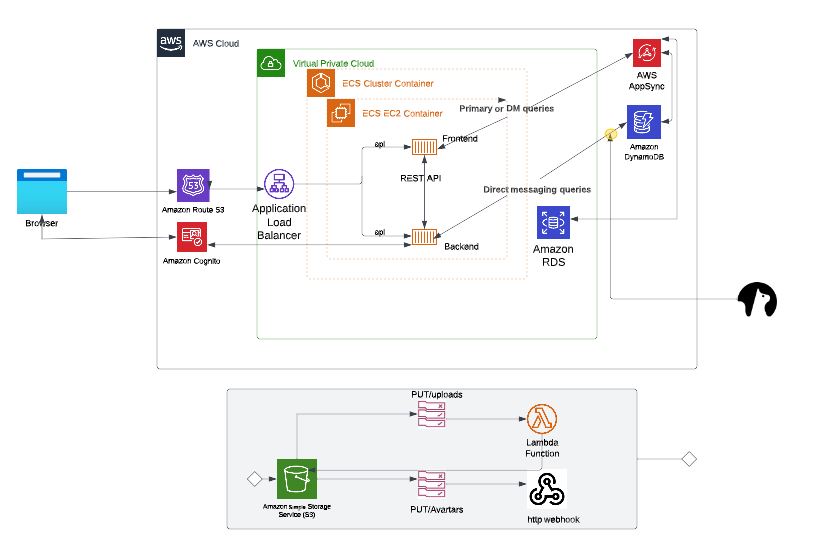 aws
AWS Cloud
Virtual Private Cloud
ECS Cluster Container
ECS EC2 Container
AWS
AppSync
Primary or DM queries
Amazon
DynamoDB
api
Frontend
REST API
Direct messaging queries
53
Browser
Amazon Route 53
Application
Load
Balancer
api
Backend
Amazon
RDS
Amazon Cognito
PUT/uploads
Lambda
Function
Amazon Simple Storage
Service (S3)
PUT/Avartars
http webhook